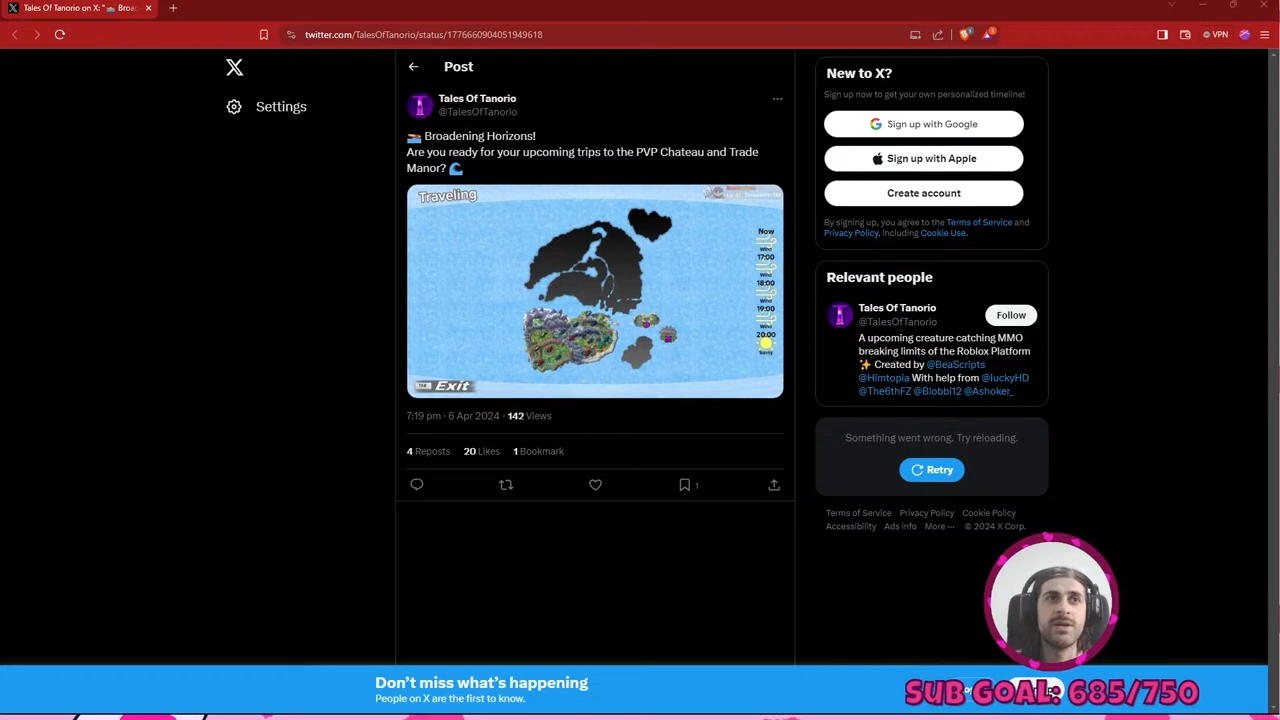 Tales Of Tanorio on X: "🚤 Broa
twitter.com/TalesOfTanorio/status/1776660904051949618
VPN
Settings
Post
Tales Of Tanorio
@TalesOfTanorio
🚤 Broadening Horizons!
Are you ready for your upcoming trips to the PVP Chateau and Trade
Manor? 🌊
Traveling
Now
Wind
17:00
Wind
18:00
Wind
19:00
Wind
20:00
Sunny
Exit
7:19 pm · 6 Apr 2024 · 142 Views
4 Reposts 20 Likes 1 Bookmark
1
New to X?
Sign up now to get your own personalized timeline!
Sign up with Google
Sign up with Apple
Create account
By signing up, you agree to the Terms of Service and
Privacy Policy, including Cookie Use.
Relevant people
Tales Of Tanorio
@TalesOfTanorio
Follow
A upcoming creature catching MMO
breaking limits of the Roblox Platform
✨ Created by @BeaScripts
@Himtopia With help from @luckyHD
@The6thFZ @Blobbi12 @Ashoker_
Something went wrong. Try reloading.
Retry
Terms of Service Privacy Policy Cookie Policy
Accessibility Ads info More ··· © 2024 X Corp.
Don't miss what's happening
People on X are the first to know.
SUB GOAL: 685/750